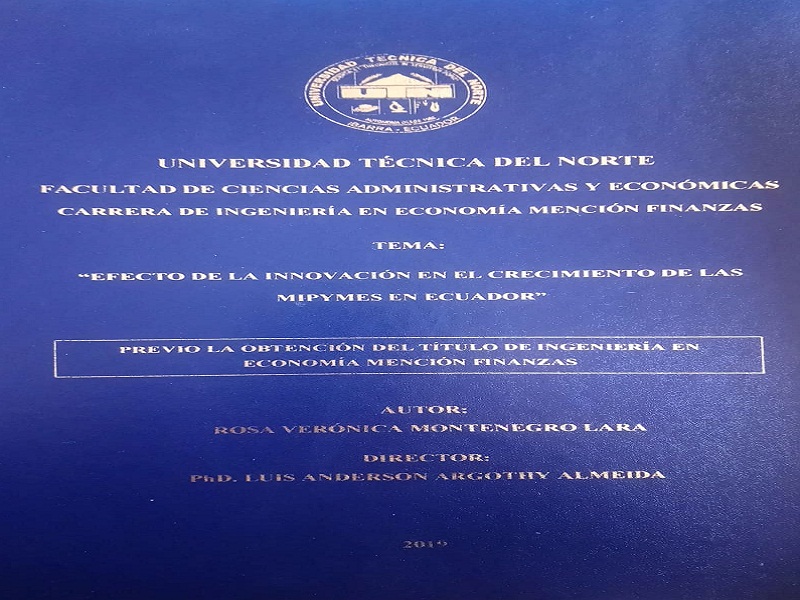 UNIVERSIDAD TECNICA DEL NORTE
UTN
IBARRA - ECUADOR
UNIVERSIDAD TÉCNICA DEL NORTE
FACULTAD DE CIENCIAS ADMINISTRATIVAS Y ECONÓMICAS
CARRERA DE INGENIERÍA EN ECONOMÍA MENCIÓN FINANZAS
TEMA:
“EFECTO DE LA INNOVACIÓN EN EL CRECIMIENTO DE LAS
MIPYMES EN ECUADOR”
PREVIO LA OBTENCIÓN DEL TÍTULO DE INGENIERÍA EN
ECONOMÍA MENCIÓN FINANZAS
AUTOR:
ROSA VERÓNICA MONTENEGRO LARA
DIRECTOR:
PhD. LUIS ANDERSON ARGOTHY ALMEIDA
2019